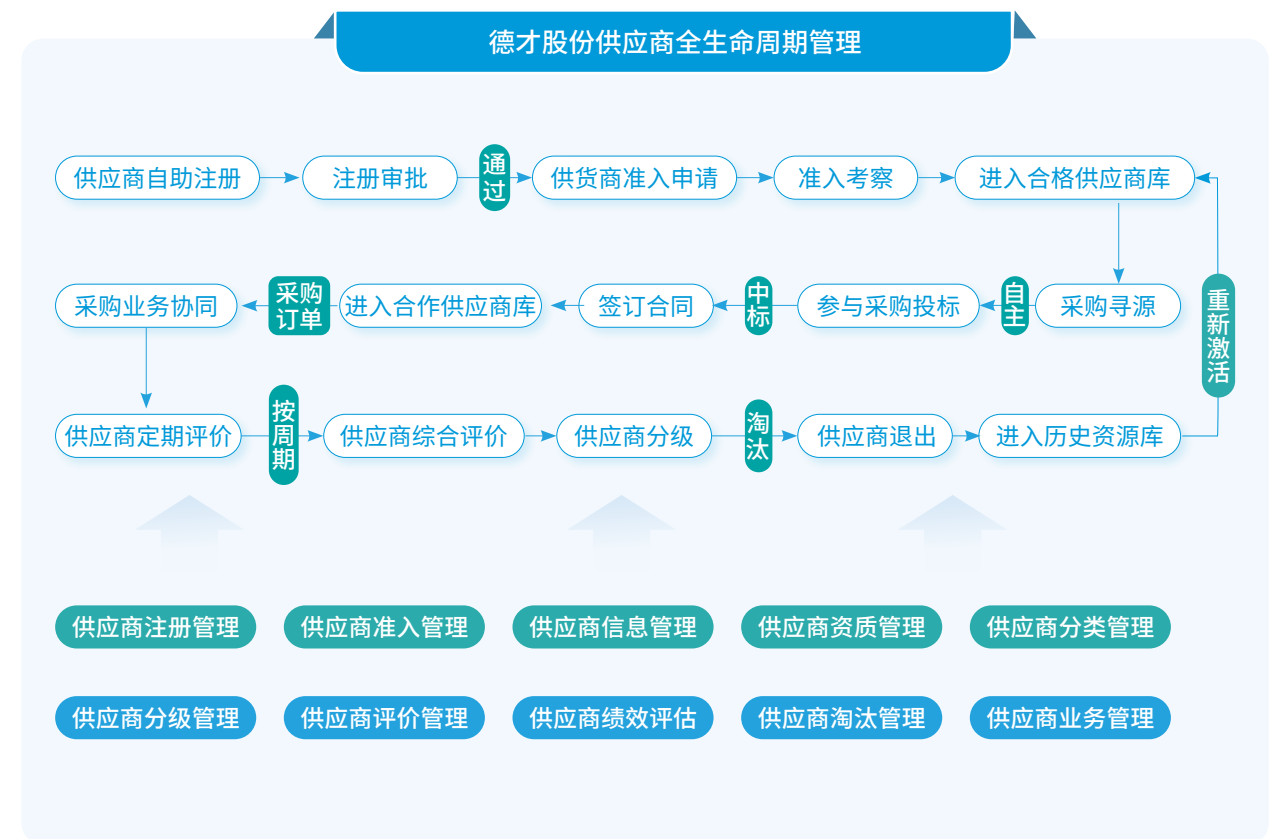 德才股份供应商全生命周期管理
供应商自助注册
注册审批
通过
供货商准入申请
准入考察
进入合格供应商库
采购业务协同
采购
订单
进入合作供应商库
签订合同
中标
参与采购投标
自主
采购寻源
重新激活
供应商定期评价
按周期
供应商综合评价
供应商分级
淘汰
供应商退出
进入历史资源库
供应商注册管理
供应商准入管理
供应商信息管理
供应商资质管理
供应商分类管理
供应商分级管理
供应商评价管理
供应商绩效评估
供应商淘汰管理
供应商业务管理